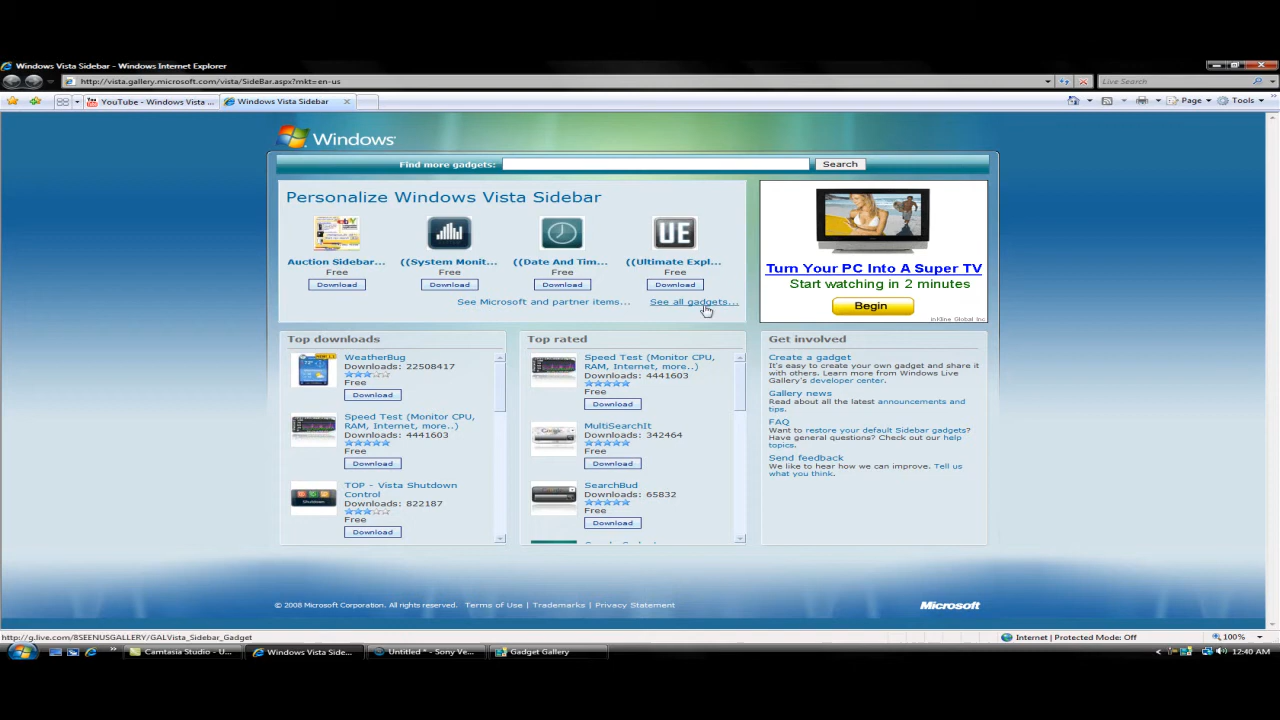 Windows Vista Sidebar - Windows Internet Explorer
http://vista.gallery.microsoft.com/vista/SideBar.aspx?mkt=en-us
Live Search
YouTube - Windows Vista ...
Windows Vista Sidebar
Page
Tools
Windows
Find more gadgets:
Search
Personalize Windows Vista Sidebar
Auction Sidebar...
Free
Download
((System Monit...
Free
Download
((Date And Tim...
Free
Download
UE
((Ultimate Expl...
Free
Download
See Microsoft and partner items...
See all gadgets...
Turn Your PC Into A Super TV
Start watching in 2 minutes
Begin
inKline Global Inc
Top downloads
WeatherBug
Downloads: 22508417
Free
Download
Speed Test (Monitor CPU,
RAM, Internet, more..)
Downloads: 4441603
Free
Download
TOP - Vista Shutdown
Control
Downloads: 822187
Free
Download
Top rated
Speed Test (Monitor CPU,
RAM, Internet, more..)
Downloads: 4441603
Free
Download
MultiSearchIt
Downloads: 342464
Free
Download
SearchBud
Downloads: 65832
Free
Download
Get involved
Create a gadget
It's easy to create your own gadget and share it
with others. Learn more from Windows Live
Gallery's developer center.
Gallery news
Read about all the latest announcements and
tips.
FAQ
Want to restore your default Sidebar gadgets?
Have general questions? Check out our help
topics.
Send feedback
We like to hear how we can improve. Tell us
what you think.
© 2008 Microsoft Corporation. All rights reserved.
Terms of Use | Trademarks | Privacy Statement
Microsoft
http://g.live.com/8SEENUSGALLERY/GALVista_Sidebar_Gadget
Internet | Protected Mode: Off
100%
Camtasia Studio - U...
Windows Vista Side...
Untitled * - Sony Ve...
Gadget Gallery
12:40 AM